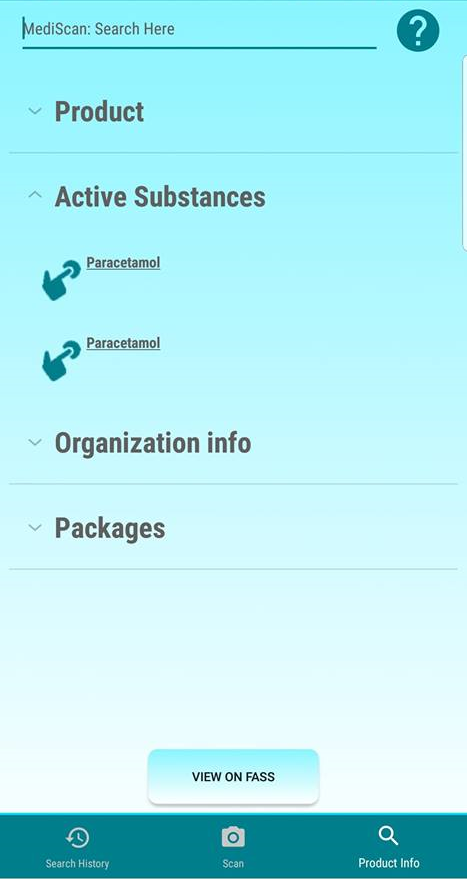 MediScan: Search Here
?
Product
Active Substances
Paracetamol
Paracetamol
Organization info
Packages
VIEW ON FASS
Search History
Scan
Product Info